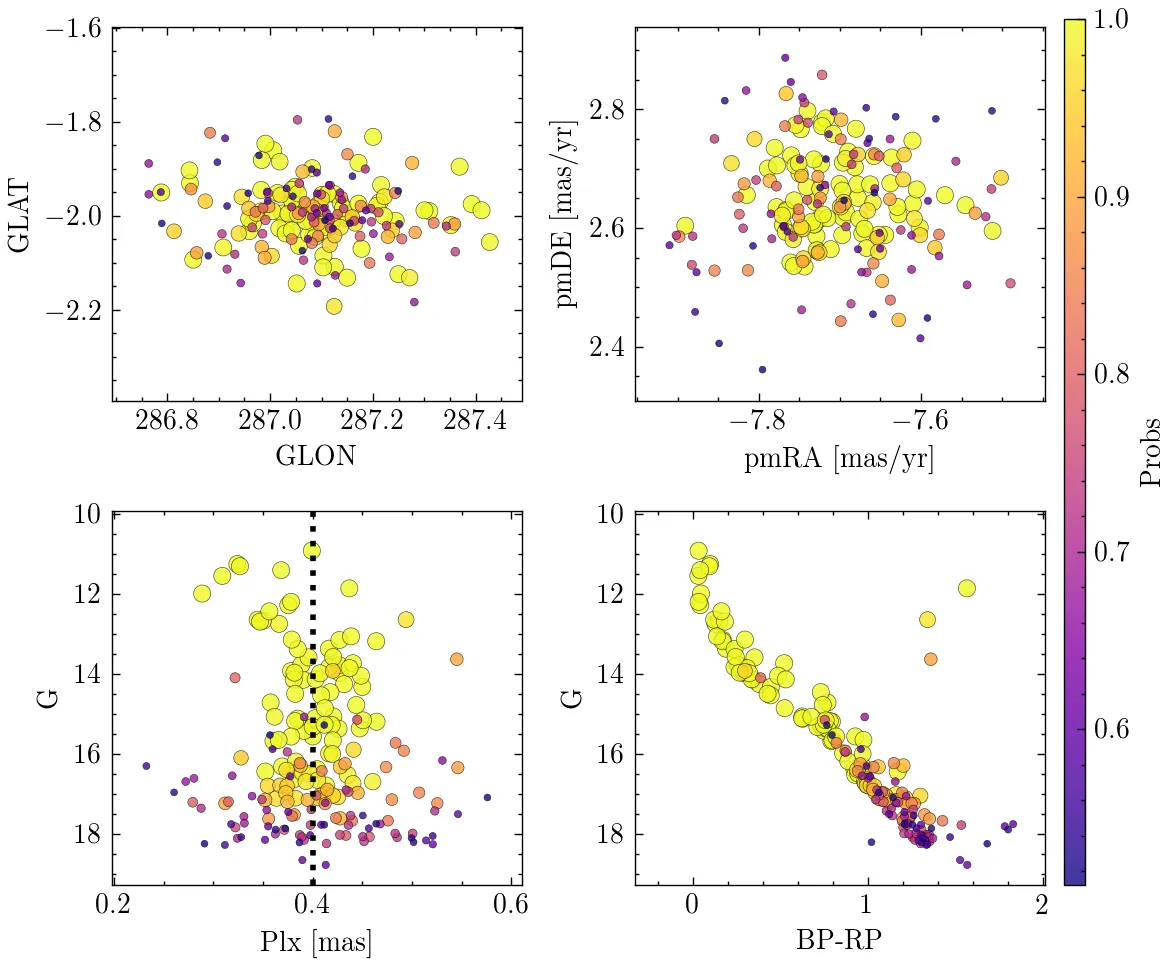 −1.6
−1.8
−2.0
−2.2
GLAT
286.8 287.0 287.2 287.4
GLON
2.8
2.6
2.4
pmDE [mas/yr]
−7.8 −7.6
pmRA [mas/yr]
1.0
0.9
0.8
0.7
0.6
Probs
10
12
14
16
18
G
0.2 0.4 0.6
Plx [mas]
10
12
14
16
18
G
0 1 2
BP-RP